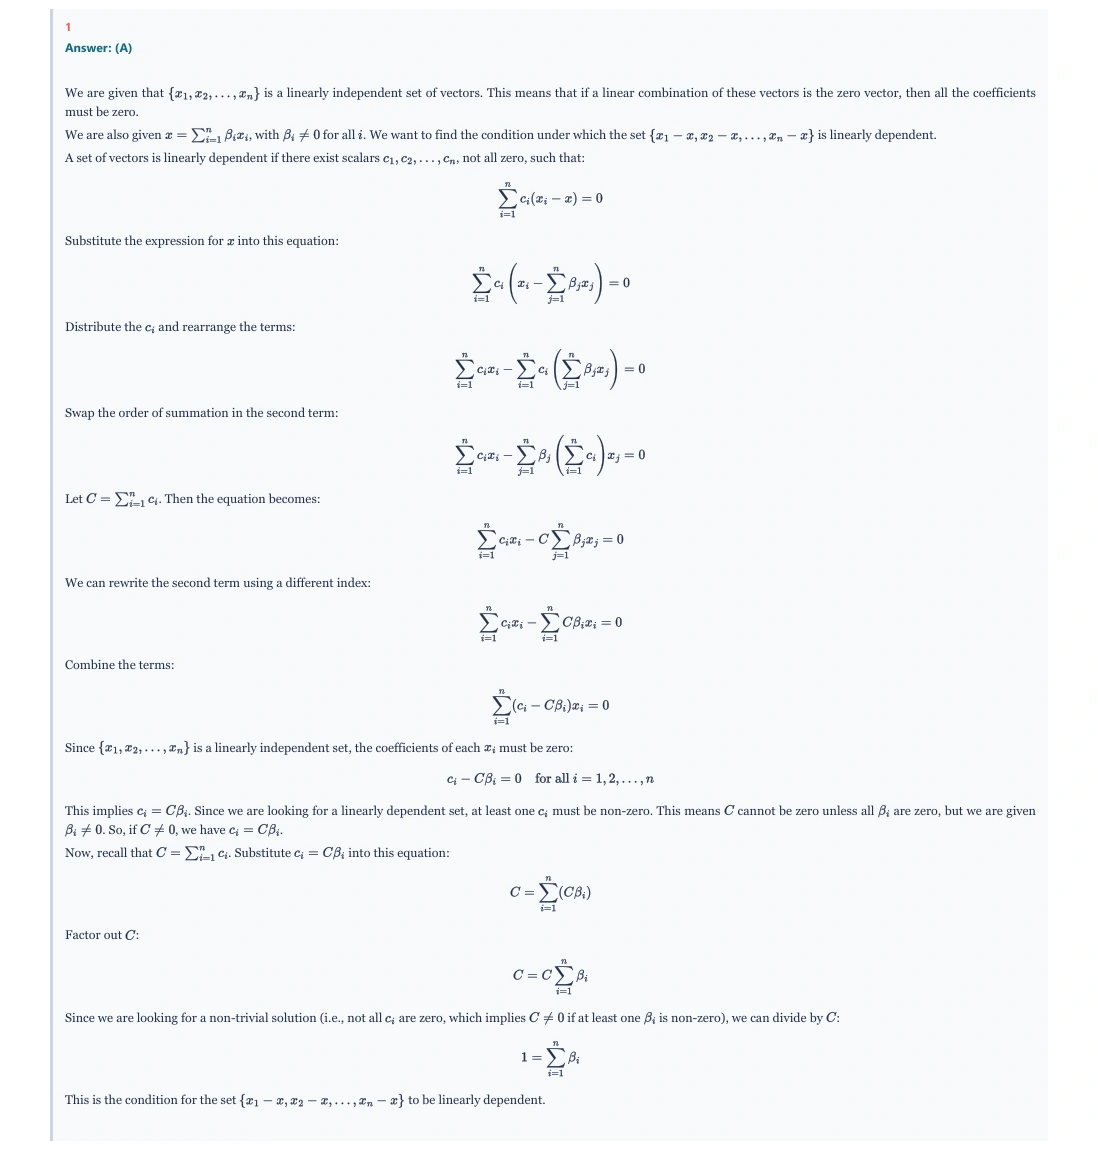 1
Answer: (A)
We are given that {x₁, x₂, . . . , xₙ} is a linearly independent set of vectors. This means that if a linear combination of these vectors is the zero vector, then all the coefficients
must be zero.
We are also given x = ∑ⁿᵢ₌₁ βᵢxᵢ, with βᵢ ≠ 0 for all i. We want to find the condition under which the set {x₁ − x, x₂ − x, . . . , xₙ − x} is linearly dependent.
A set of vectors is linearly dependent if there exist scalars c₁, c₂, . . . , cₙ, not all zero, such that:
∑ⁿᵢ₌₁ cᵢ(xᵢ − x) = 0
Substitute the expression for x into this equation:
∑ⁿᵢ₌₁ cᵢ (xᵢ − ∑ⁿⱼ₌₁ βⱼxⱼ) = 0
Distribute the cᵢ and rearrange the terms:
∑ⁿᵢ₌₁ cᵢxᵢ − ∑ⁿᵢ₌₁ cᵢ (∑ⁿⱼ₌₁ βⱼxⱼ) = 0
Swap the order of summation in the second term:
∑ⁿᵢ₌₁ cᵢxᵢ − ∑ⁿⱼ₌₁ βⱼ (∑ⁿᵢ₌₁ cᵢ) xⱼ = 0
Let C = ∑ⁿᵢ₌₁ cᵢ. Then the equation becomes:
∑ⁿᵢ₌₁ cᵢxᵢ − C ∑ⁿⱼ₌₁ βⱼxⱼ = 0
We can rewrite the second term using a different index:
∑ⁿᵢ₌₁ cᵢxᵢ − ∑ⁿᵢ₌₁ Cβᵢxᵢ = 0
Combine the terms:
∑ⁿᵢ₌₁ (cᵢ − Cβᵢ)xᵢ = 0
Since {x₁, x₂, . . . , xₙ} is a linearly independent set, the coefficients of each xᵢ must be zero:
cᵢ − Cβᵢ = 0 for all i = 1, 2, . . . , n
This implies cᵢ = Cβᵢ. Since we are looking for a linearly dependent set, at least one cᵢ must be non-zero. This means C cannot be zero unless all βᵢ are zero, but we are given
βᵢ ≠ 0. So, if C ≠ 0, we have cᵢ = Cβᵢ.
Now, recall that C = ∑ⁿᵢ₌₁ cᵢ. Substitute cᵢ = Cβᵢ into this equation:
C = ∑ⁿᵢ₌₁ (Cβᵢ)
Factor out C:
C = C ∑ⁿᵢ₌₁ βᵢ
Since we are looking for a non-trivial solution (i.e., not all cᵢ are zero, which implies C ≠ 0 if at least one βᵢ is non-zero), we can divide by C:
1 = ∑ⁿᵢ₌₁ βᵢ
This is the condition for the set {x₁ − x, x₂ − x, . . . , xₙ − x} to be linearly dependent.